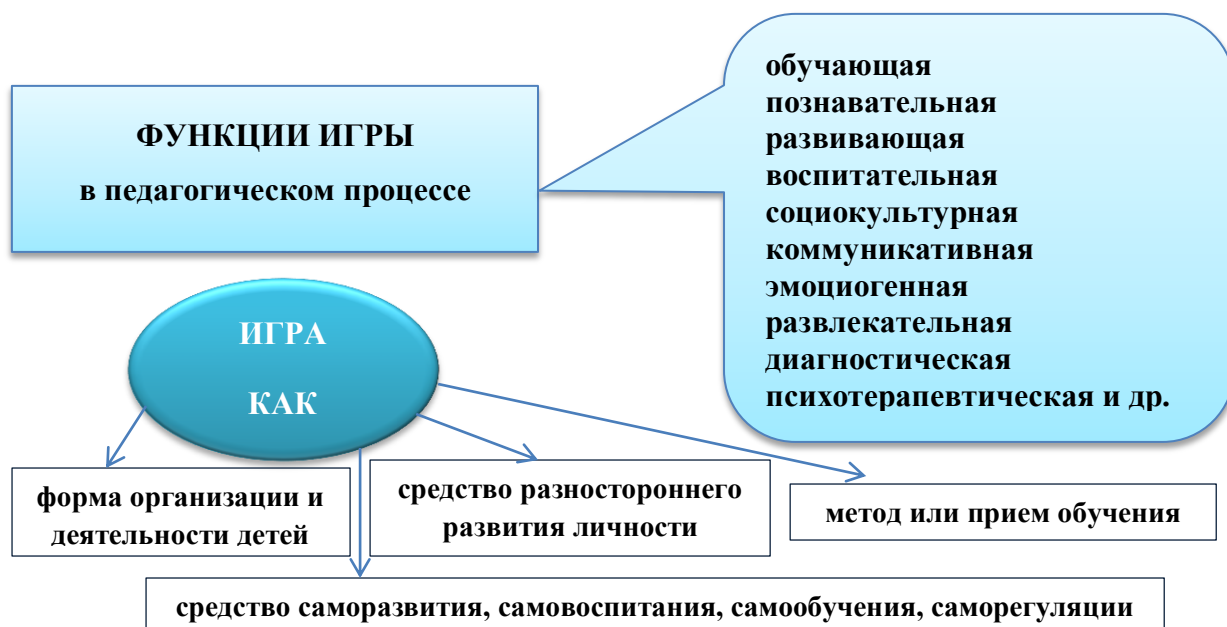 ФУНКЦИИ ИГРЫ
в педагогическом процессе
обучающая
познавательная
развивающая
воспитательная
социокультурная
коммуникативная
эмоциогенная
развлекательная
диагностическая
психотерапевтическая и др.
ИГРА
КАК
форма организации и
деятельности детей
средство разностороннего
развития личности
метод или прием обучения
средство саморазвития, самовоспитания, самообучения, саморегуляции